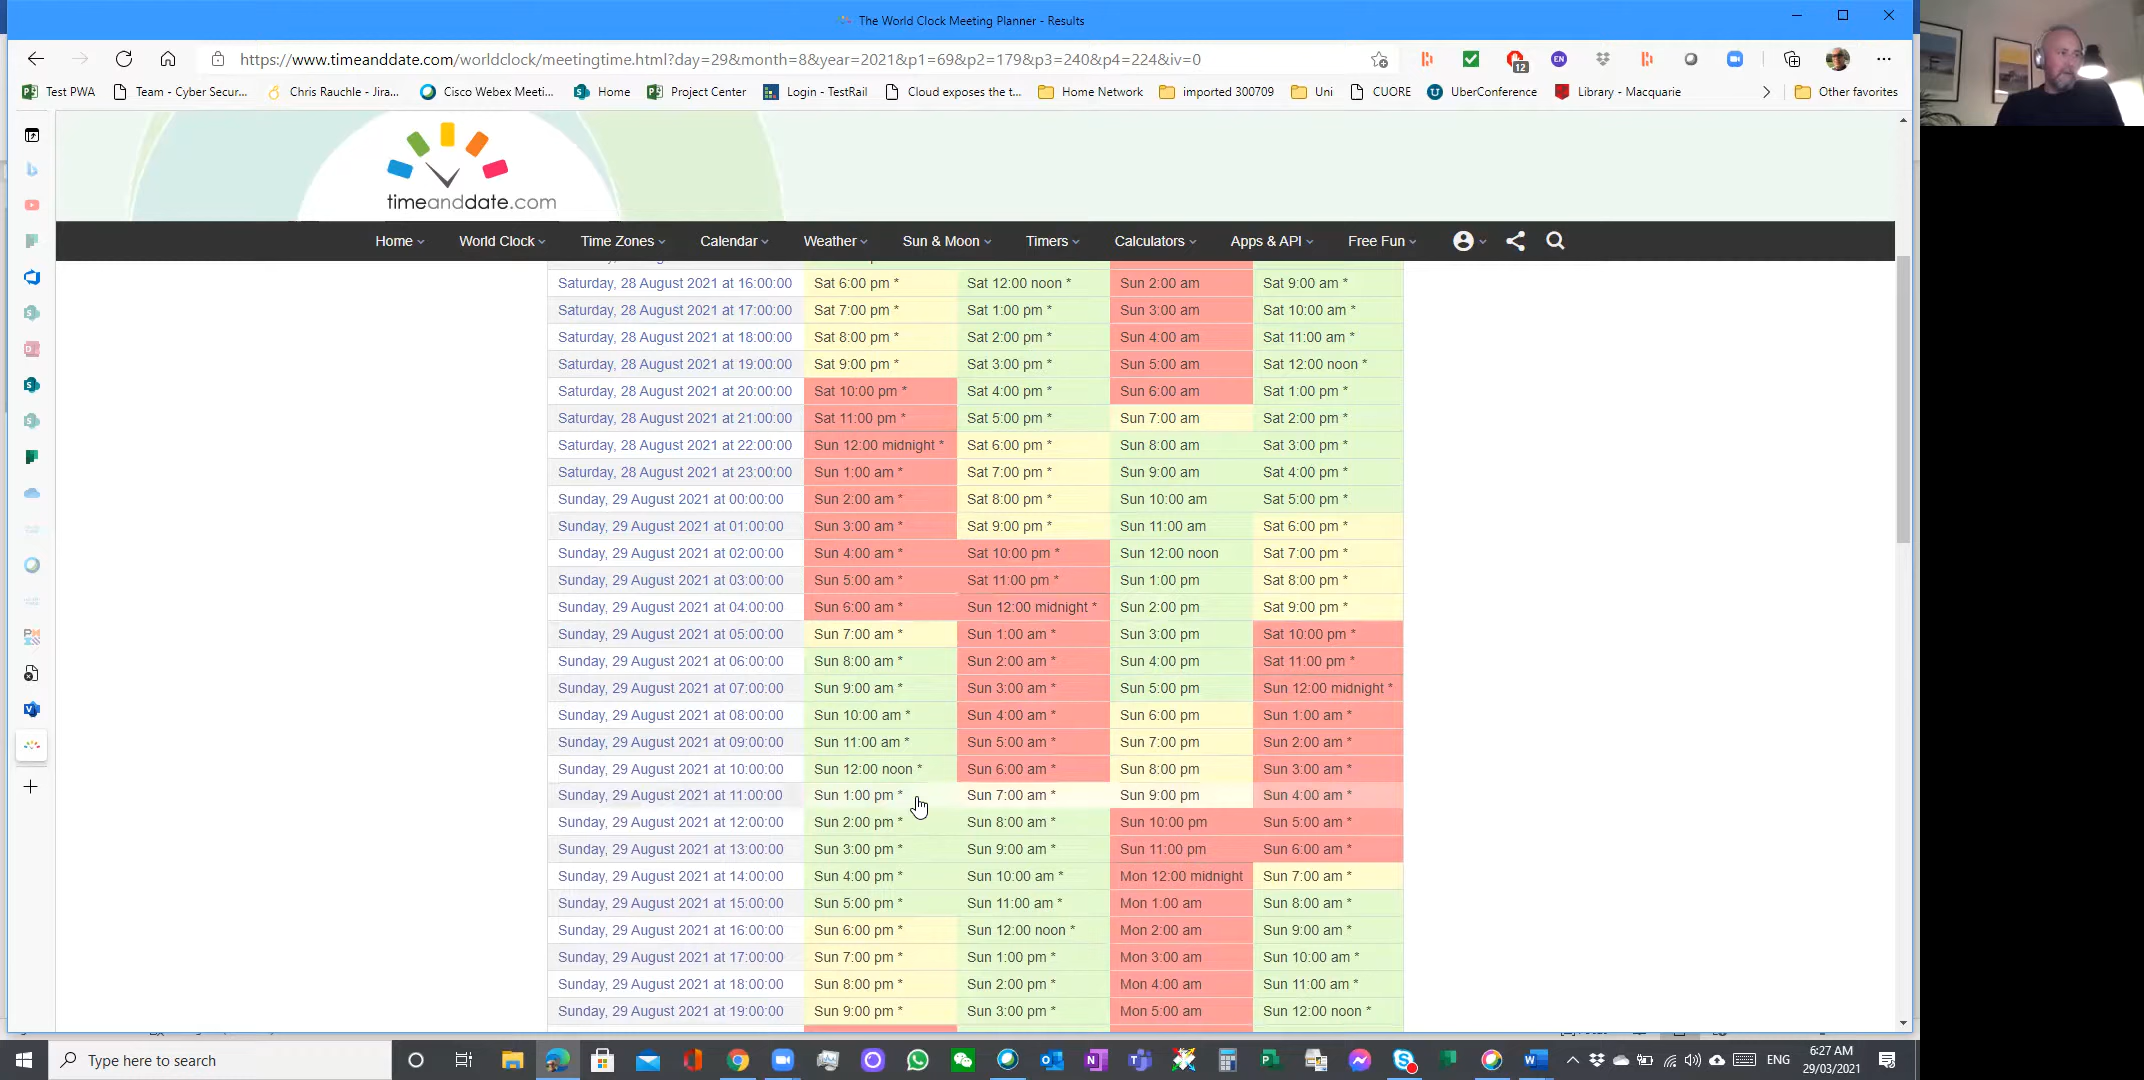 The World Clock Meeting Planner - Results
https://www.timeanddate.com/worldclock/meetingtime.html?day=29&month=8&year=2021&p1=69&p2=179&p3=240&p4=224&iv=0
12
EN
Test PWA Team - Cyber Secur... Chris Rauchle - Jira... Cisco Webex Meeti... Home Project Center Login - TestRail Cloud exposes the t... Home Network imported 300709 Uni CUORE UberConference Library - Macquarie Other favorites
timeanddate.com
Home World Clock Time Zones Calendar Weather Sun & Moon Timers Calculators Apps & API Free Fun
Saturday, 28 August 2021 at 16:00:00 Sat 6:00 pm * Sat 12:00 noon * Sun 2:00 am Sat 9:00 am *
Saturday, 28 August 2021 at 17:00:00 Sat 7:00 pm * Sat 1:00 pm * Sun 3:00 am Sat 10:00 am *
Saturday, 28 August 2021 at 18:00:00 Sat 8:00 pm * Sat 2:00 pm * Sun 4:00 am Sat 11:00 am *
Saturday, 28 August 2021 at 19:00:00 Sat 9:00 pm * Sat 3:00 pm * Sun 5:00 am Sat 12:00 noon *
Saturday, 28 August 2021 at 20:00:00 Sat 10:00 pm * Sat 4:00 pm * Sun 6:00 am Sat 1:00 pm *
Saturday, 28 August 2021 at 21:00:00 Sat 11:00 pm * Sat 5:00 pm * Sun 7:00 am Sat 2:00 pm *
Saturday, 28 August 2021 at 22:00:00 Sun 12:00 midnight * Sat 6:00 pm * Sun 8:00 am Sat 3:00 pm *
Saturday, 28 August 2021 at 23:00:00 Sun 1:00 am * Sat 7:00 pm * Sun 9:00 am Sat 4:00 pm *
Sunday, 29 August 2021 at 00:00:00 Sun 2:00 am * Sat 8:00 pm * Sun 10:00 am Sat 5:00 pm *
Sunday, 29 August 2021 at 01:00:00 Sun 3:00 am * Sat 9:00 pm * Sun 11:00 am Sat 6:00 pm *
Sunday, 29 August 2021 at 02:00:00 Sun 4:00 am * Sat 10:00 pm * Sun 12:00 noon Sat 7:00 pm *
Sunday, 29 August 2021 at 03:00:00 Sun 5:00 am * Sat 11:00 pm * Sun 1:00 pm Sat 8:00 pm *
Sunday, 29 August 2021 at 04:00:00 Sun 6:00 am * Sun 12:00 midnight * Sun 2:00 pm Sat 9:00 pm *
Sunday, 29 August 2021 at 05:00:00 Sun 7:00 am * Sun 1:00 am * Sun 3:00 pm Sat 10:00 pm *
Sunday, 29 August 2021 at 06:00:00 Sun 8:00 am * Sun 2:00 am * Sun 4:00 pm Sat 11:00 pm *
Sunday, 29 August 2021 at 07:00:00 Sun 9:00 am * Sun 3:00 am * Sun 5:00 pm Sun 12:00 midnight *
Sunday, 29 August 2021 at 08:00:00 Sun 10:00 am * Sun 4:00 am * Sun 6:00 pm Sun 1:00 am *
Sunday, 29 August 2021 at 09:00:00 Sun 11:00 am * Sun 5:00 am * Sun 7:00 pm Sun 2:00 am *
Sunday, 29 August 2021 at 10:00:00 Sun 12:00 noon * Sun 6:00 am * Sun 8:00 pm Sun 3:00 am *
Sunday, 29 August 2021 at 11:00:00 Sun 1:00 pm * Sun 7:00 am * Sun 9:00 pm Sun 4:00 am *
Sunday, 29 August 2021 at 12:00:00 Sun 2:00 pm * Sun 8:00 am * Sun 10:00 pm Sun 5:00 am *
Sunday, 29 August 2021 at 13:00:00 Sun 3:00 pm * Sun 9:00 am * Sun 11:00 pm Sun 6:00 am *
Sunday, 29 August 2021 at 14:00:00 Sun 4:00 pm * Sun 10:00 am * Mon 12:00 midnight Sun 7:00 am *
Sunday, 29 August 2021 at 15:00:00 Sun 5:00 pm * Sun 11:00 am * Mon 1:00 am Sun 8:00 am *
Sunday, 29 August 2021 at 16:00:00 Sun 6:00 pm * Sun 12:00 noon * Mon 2:00 am Sun 9:00 am *
Sunday, 29 August 2021 at 17:00:00 Sun 7:00 pm * Sun 1:00 pm * Mon 3:00 am Sun 10:00 am *
Sunday, 29 August 2021 at 18:00:00 Sun 8:00 pm * Sun 2:00 pm * Mon 4:00 am Sun 11:00 am *
Sunday, 29 August 2021 at 19:00:00 Sun 9:00 pm * Sun 3:00 pm * Mon 5:00 am Sun 12:00 noon *
Type here to search
ENG
6:27 AM
29/03/2021